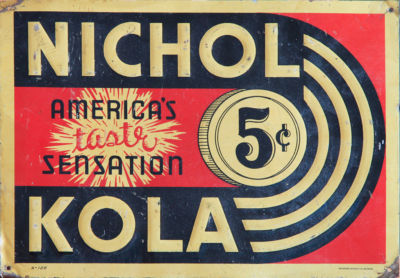 NICHOL
AMERICA'S
taste
SENSATION
5¢
KOLA